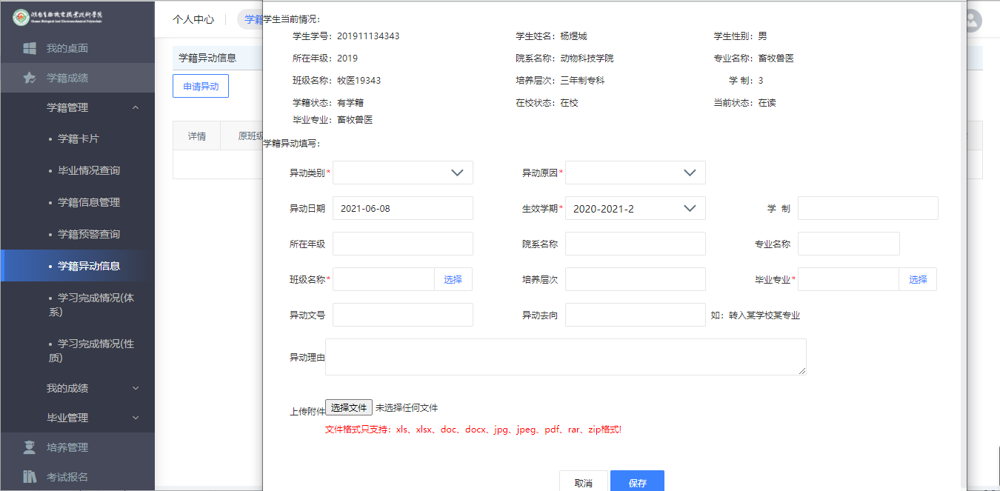 湖南生物机电职业技术学院
Hunan Biological And Electromechanical Polytechnic
我的桌面
学籍成绩
学籍管理
• 学籍卡片
• 毕业情况查询
• 学籍信息管理
• 学籍预警查询
• 学籍异动信息
• 学习完成情况(体
系)
• 学习完成情况(性
质)
我的成绩
毕业管理
培养管理
考试报名
个人中心
学籍
学籍异动信息
申请异动
详情 原班级
学生当前情况:
学生学号: 201911134343 学生姓名: 杨煜域 学生性别: 男
所在年级: 2019 院系名称: 动物科技学院 专业名称: 畜牧兽医
班级名称: 牧医19343 培养层次: 三年制专科 学 制: 3
学籍状态: 有学籍 在校状态: 在校 当前状态: 在读
毕业专业: 畜牧兽医
学籍异动填写:
异动类别* 异动原因*
异动日期 2021-06-08 生效学期* 2020-2021-2 学 制
所在年级 院系名称 专业名称
班级名称* 选择 培养层次 毕业专业* 选择
异动文号 异动去向 如: 转入某学校某专业
异动理由
上传附件 选择文件 未选择任何文件
文件格式只支持: xls、xlsx、doc、docx、jpg、jpeg、pdf、rar、zip格式!
取消 保存